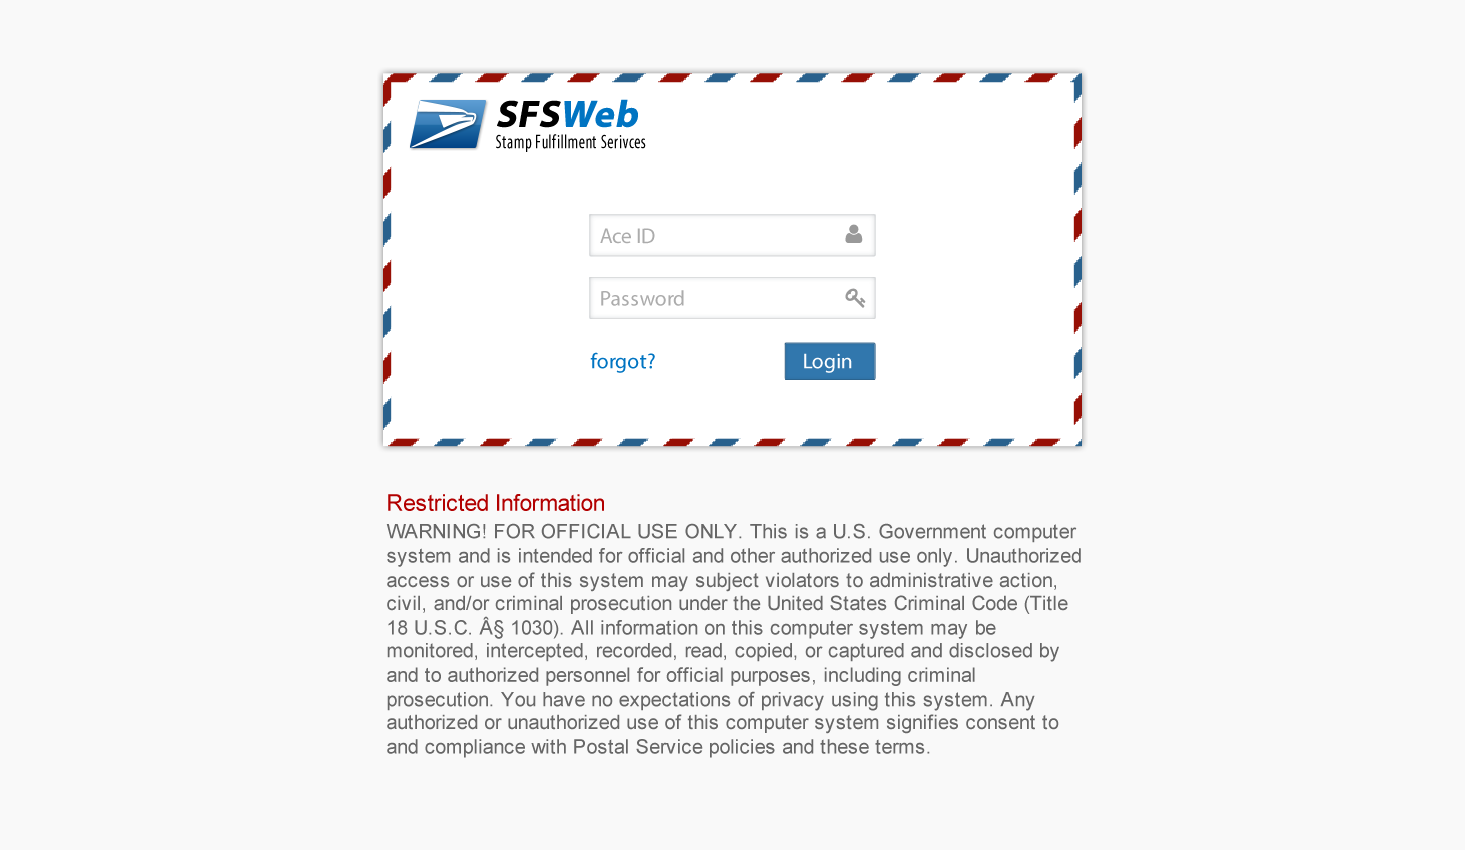 SFSWeb
Stamp Fulfillment Serivces
Ace ID
Password
forgot?
Login
Restricted Information
WARNING! FOR OFFICIAL USE ONLY. This is a U.S. Government computer
system and is intended for official and other authorized use only. Unauthorized
access or use of this system may subject violators to administrative action,
civil, and/or criminal prosecution under the United States Criminal Code (Title
18 U.S.C. Â§ 1030). All information on this computer system may be
monitored, intercepted, recorded, read, copied, or captured and disclosed by
and to authorized personnel for official purposes, including criminal
prosecution. You have no expectations of privacy using this system. Any
authorized or unauthorized use of this computer system signifies consent to
and compliance with Postal Service policies and these terms.